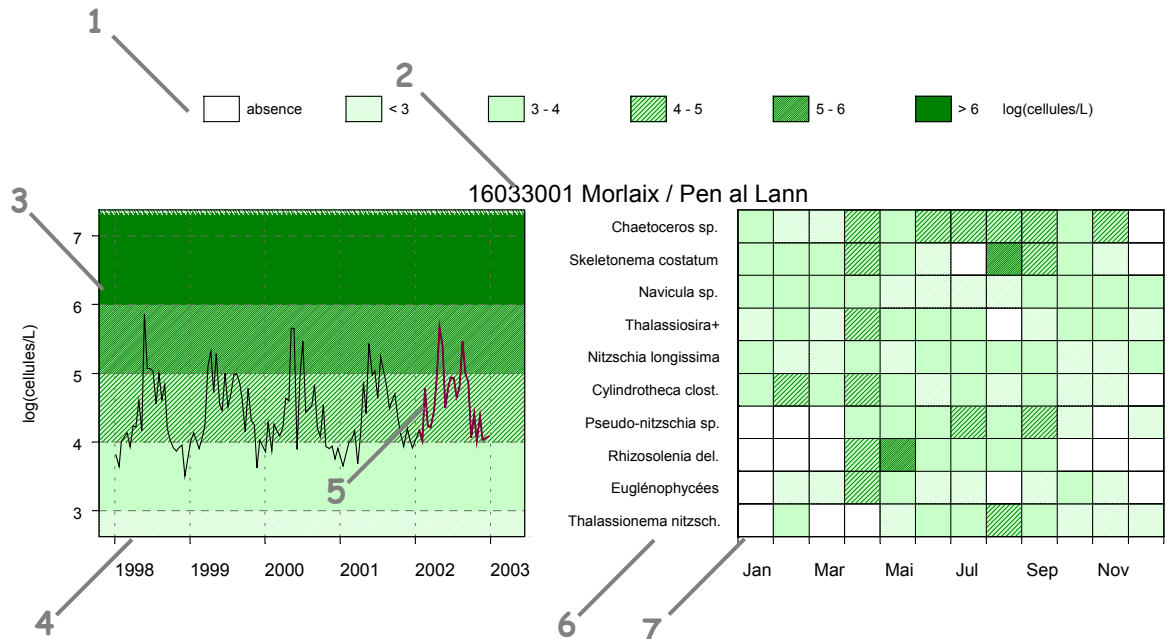 1
2
absence
< 3
3 - 4
4 - 5
5 - 6
> 6
log(cellules/L)
16033001 Morlaix / Pen al Lann
3
7
6
5
4
3
log(cellules/L)
1998
1999
2000
2001
2002
2003
4
5
Chaetoceros sp.
Skeletonema costatum
Navicula sp.
Thalassiosira+
Nitzschia longissima
Cylindrotheca clost.
Pseudo-nitzschia sp.
Rhizosolenia del.
Euglénophycées
Thalassionema nitzsch.
Jan
Mar
Mai
Jul
Sep
Nov
6
7